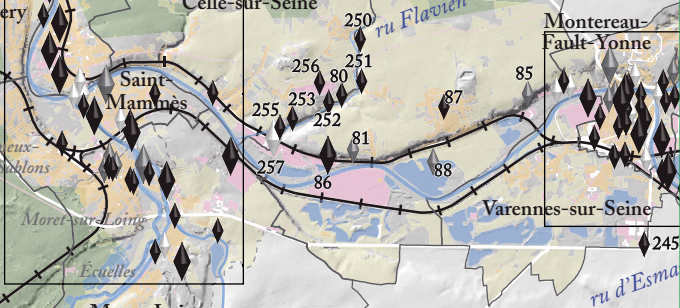 Celle-sur-Seine
ery
250
ru Flavien
Montereau-
Fault-Yonne
256
80
251
85
Saint-
Mammès
255
253
252
87
81
257
86
88
eux-
Sablons
Moret-sur-Loing
Varennes-sur-Seine
245
Écuelles
ru d'Esma